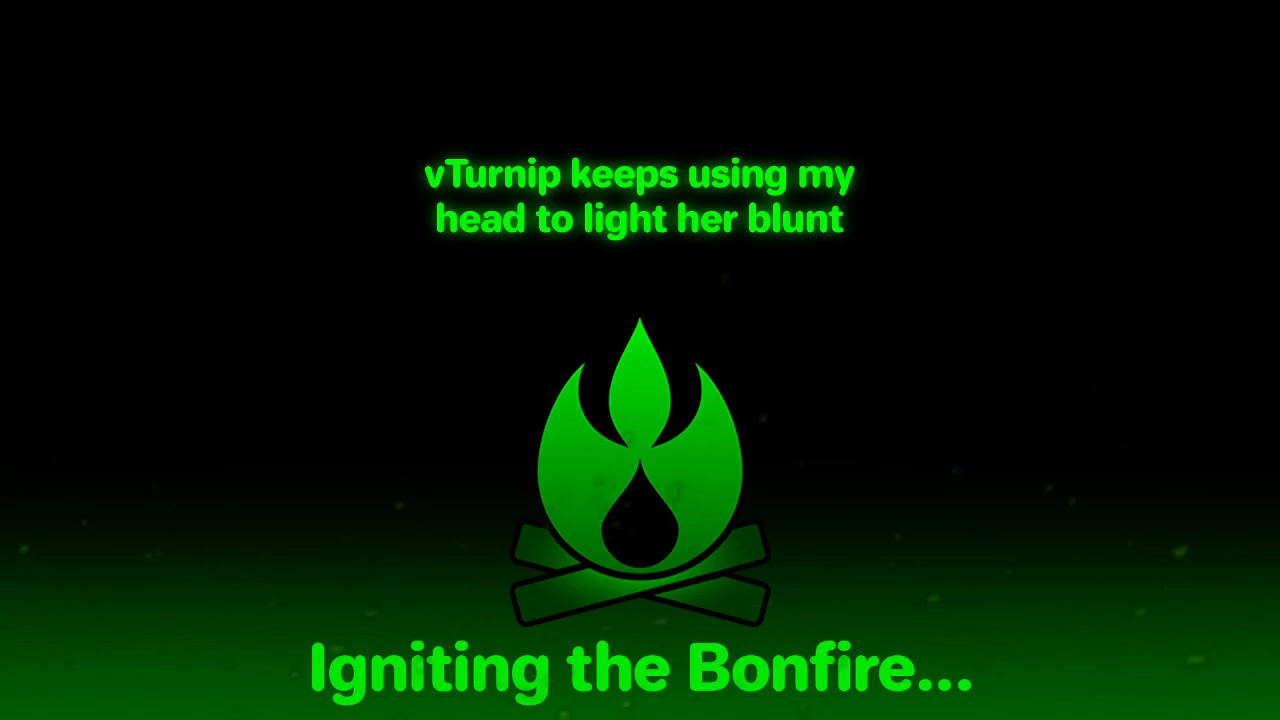 vTurnip keeps using my
head to light her blunt
Igniting the Bonfire...